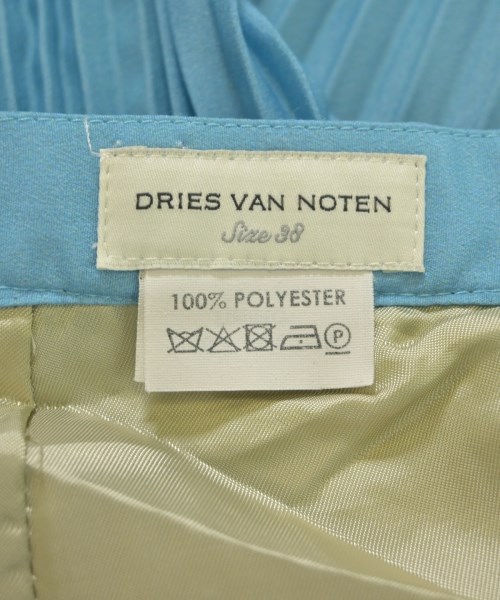 DRIES VAN NOTEN
Size 38
100% POLYESTER
P